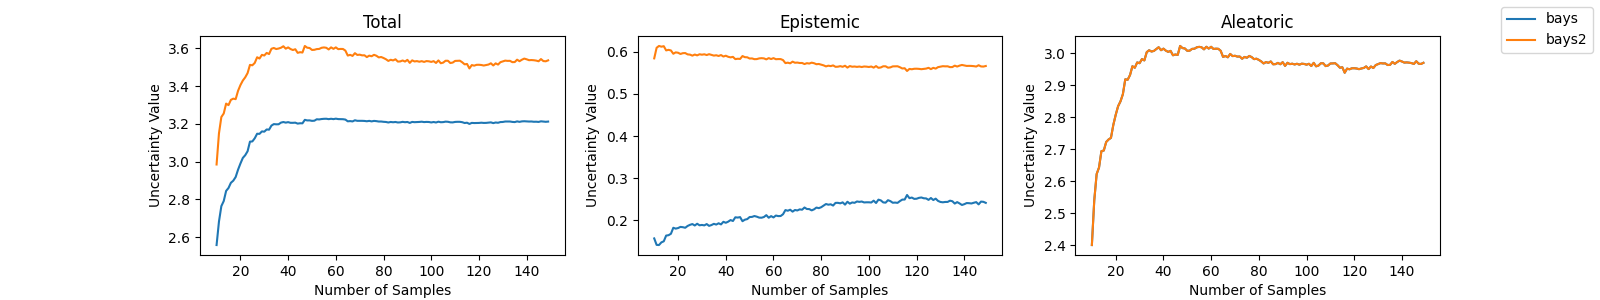 Total
Epistemic
Aleatoric
bays
bays2
Uncertainty Value
3.6
3.4
3.2
3.0
2.8
2.6
20 40 60 80 100 120 140
Number of Samples
Uncertainty Value
0.6
0.5
0.4
0.3
0.2
20 40 60 80 100 120 140
Number of Samples
Uncertainty Value
3.0
2.9
2.8
2.7
2.6
2.5
2.4
20 40 60 80 100 120 140
Number of Samples